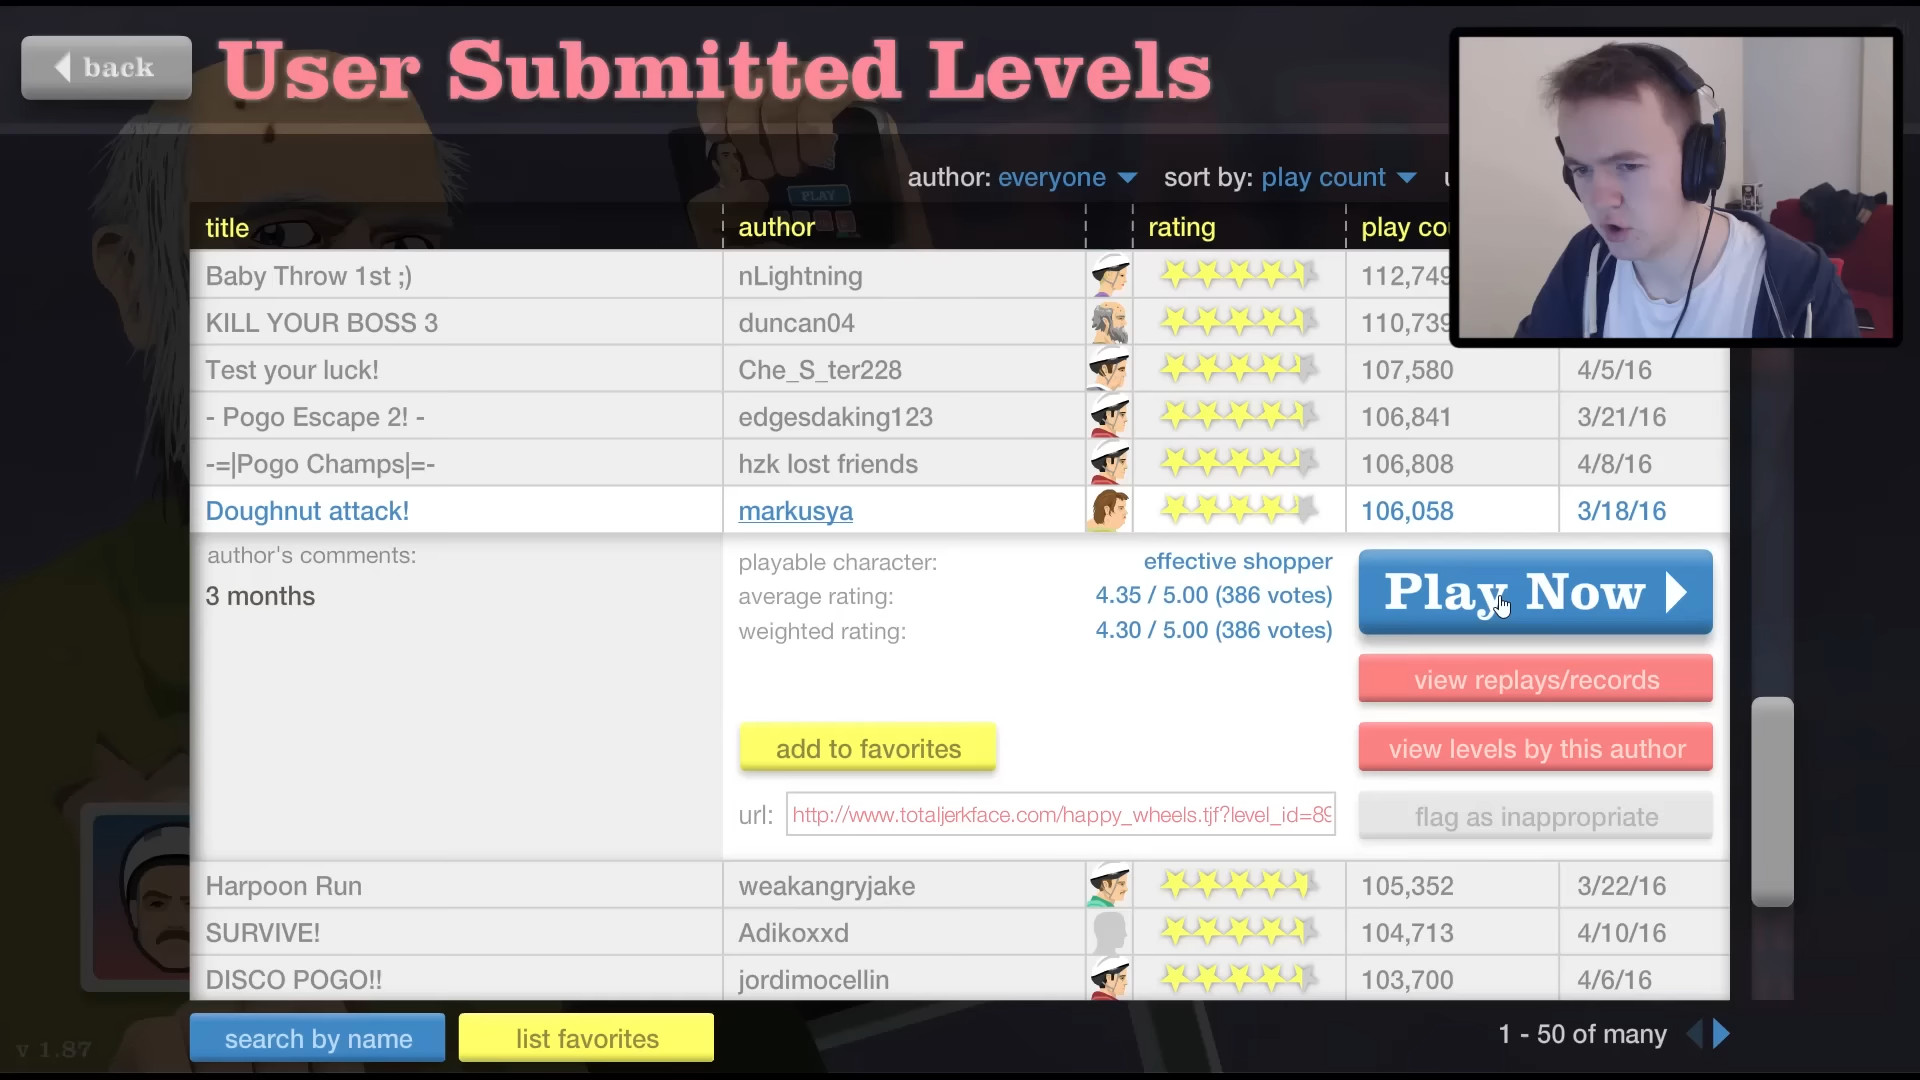 back
User Submitted Levels
PLAY
author: everyone sort by: play count
title author rating play cou
Baby Throw 1st ;) nLightning 112,749
KILL YOUR BOSS 3 duncan04 110,739
Test your luck! Che_S_ter228 107,580 4/5/16
- Pogo Escape 2! - edgesdaking123 106,841 3/21/16
-=|Pogo Champs|=- hzk lost friends 106,808 4/8/16
Doughnut attack! markusya 106,058 3/18/16
author's comments:
3 months
playable character: effective shopper
average rating: 4.35 / 5.00 (386 votes)
weighted rating: 4.30 / 5.00 (386 votes)
Play Now
view replays/records
add to favorites
view levels by this author
url: http://www.totaljerkface.com/happy_wheels.tjf?level_id=89
flag as inappropriate
Harpoon Run weakangryjake 105,352 3/22/16
SURVIVE! Adikoxxd 104,713 4/10/16
DISCO POGO!! jordimocellin 103,700 4/6/16
search by name list favorites
1 - 50 of many
v 1.87